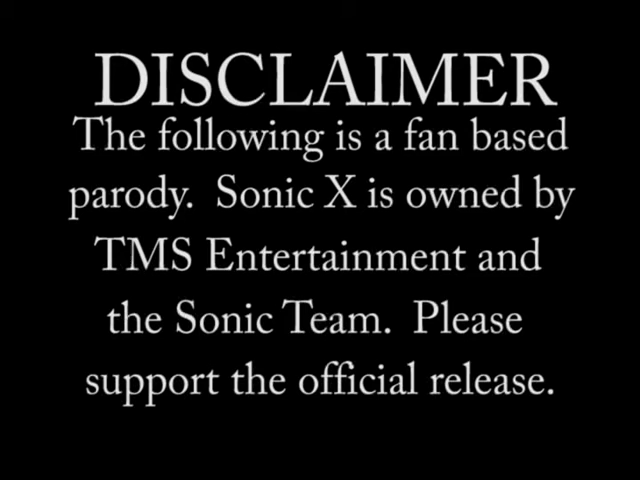 DISCLAIMER
The following is a fan based
parody.  Sonic X is owned by
TMS Entertainment and
the Sonic Team.  Please
support the official release.